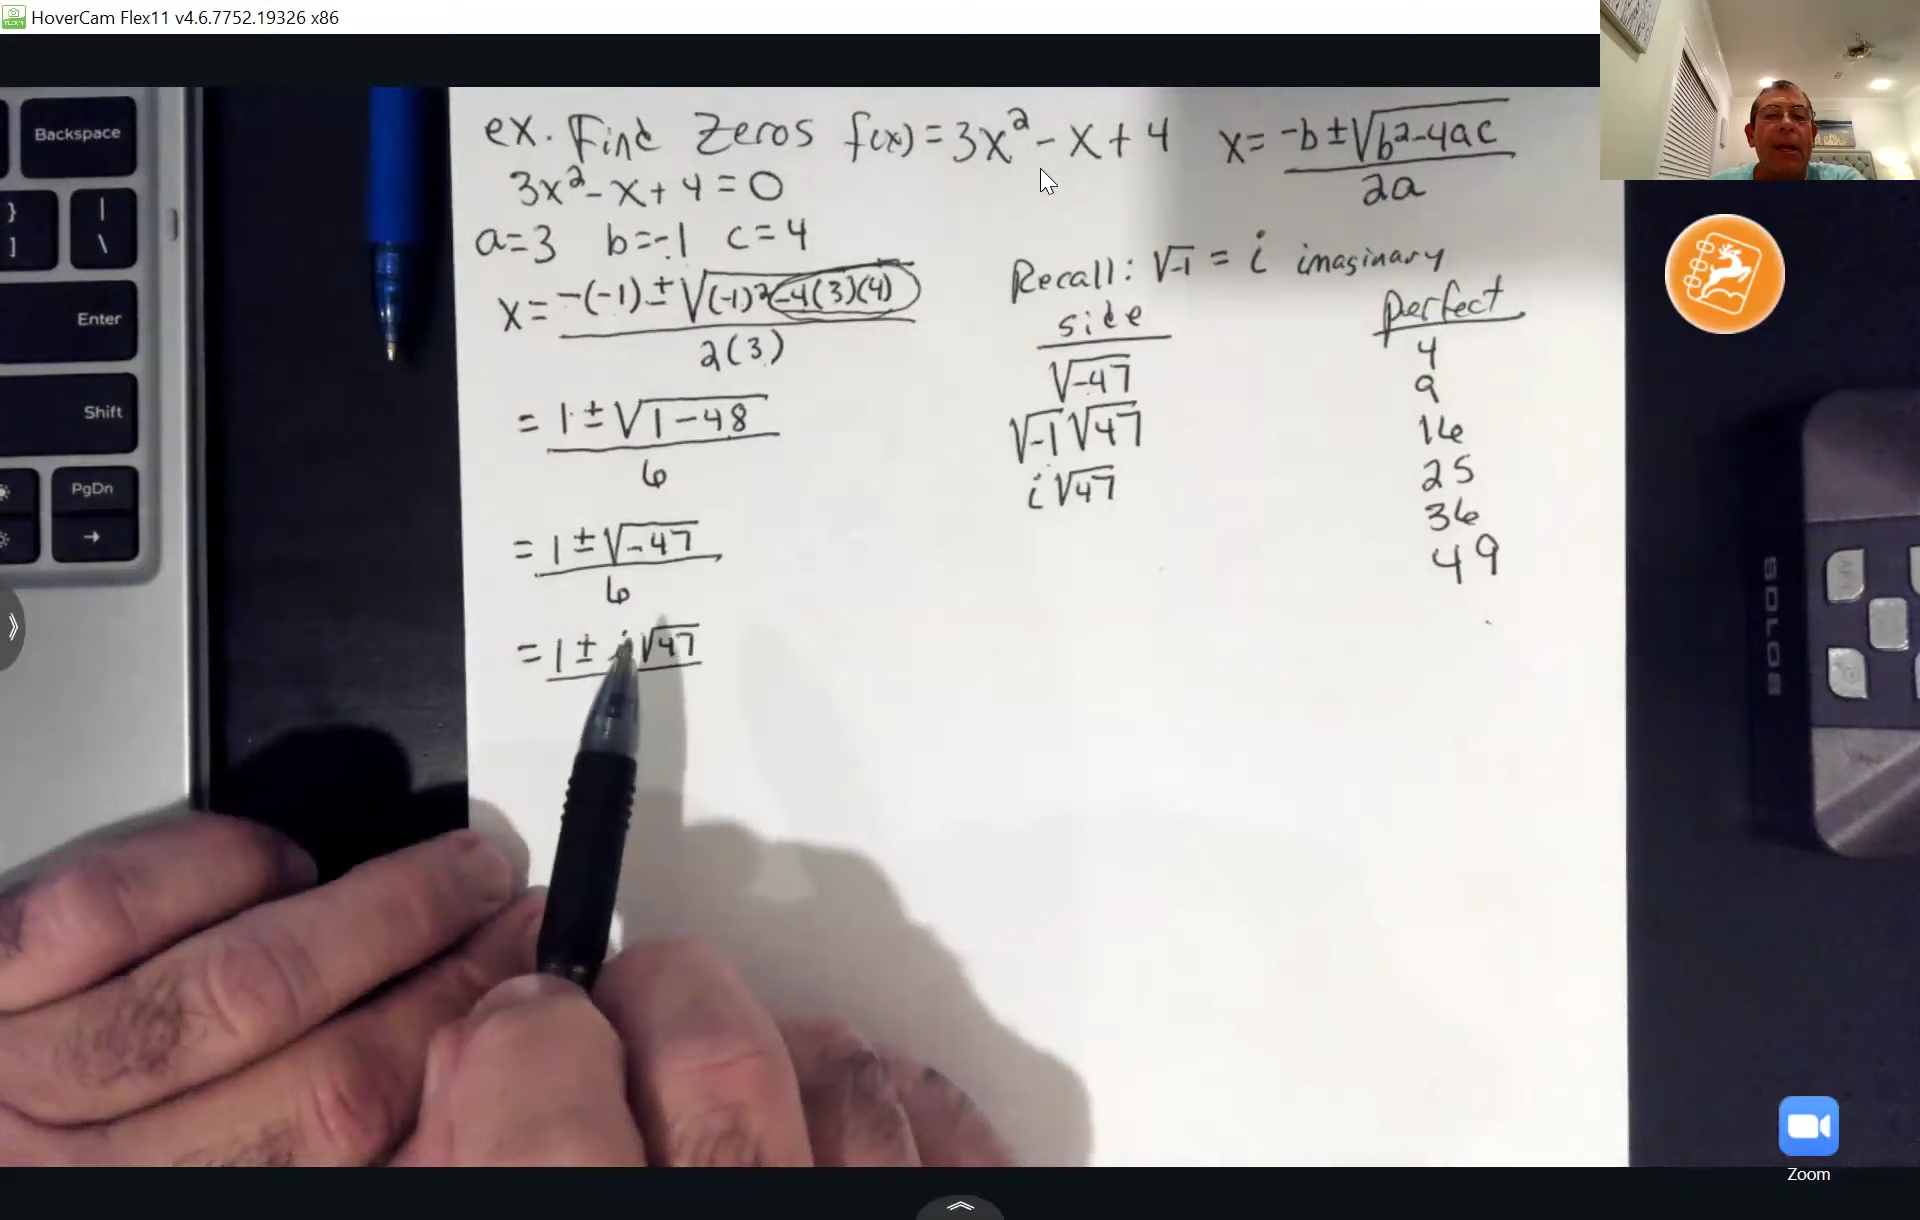 HoverCam Flex11 v4.6.7752.19326 x86
ex. Find Zeros f(x) = 3x² - x + 4
x = (-b ± √(b² - 4ac)) / 2a
3x² - x + 4 = 0
a = 3 b = -1 c = 4
x = (-(-1) ± √((-1)² - 4(3)(4))) / 2(3)
= (1 ± √(1 - 48)) / 6
= (1 ± √-47) / 6
= 1 ± i√47
Recall: √-1 = i imaginary
side
√-47
√-1 √47
i√47
perfect
4
9
16
25
36
49
Backspace
} ]
| \
Enter
Shift
PgDn
→
SOLOS
Zoom